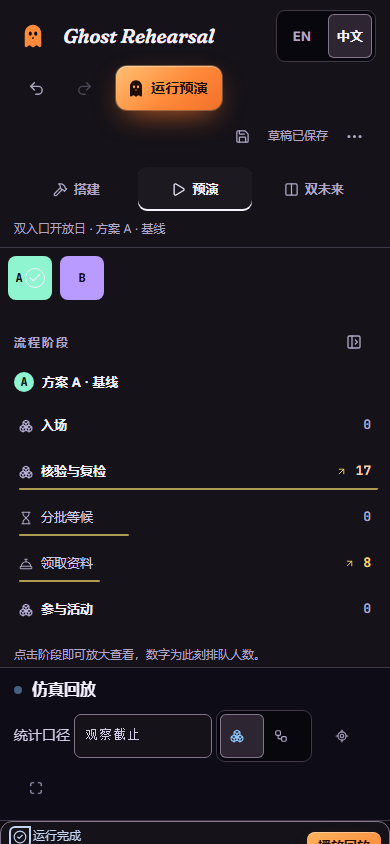 Ghost Rehearsal
EN 中文
运行预演
草稿已保存
搭建 预演 双未来
双入口开放日 · 方案 A · 基线
A B
流程阶段
A 方案 A · 基线
入场 0
核验与复检 17
分批等候 0
领取资料 8
参与活动 0
点击阶段即可放大查看，数字为此刻排队人数。
仿真回放
统计口径 观察截止
运行完成
播放回放